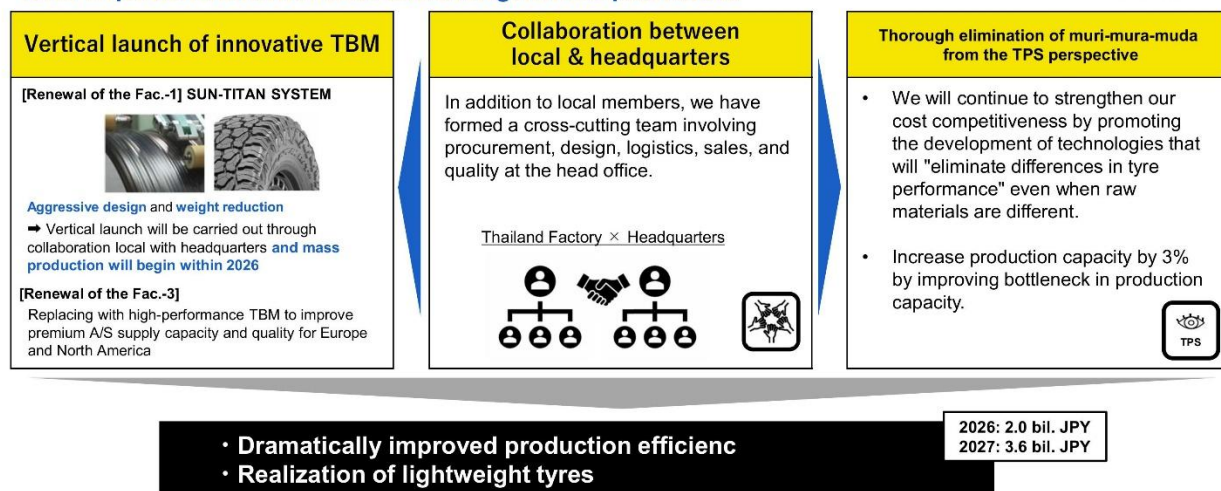 Vertical launch of innovative TBM
[Renewal of the Fac.-1] SUN-TITAN SYSTEM
Aggressive design and weight reduction
➡ Vertical launch will be carried out through
collaboration local with headquarters and mass
production will begin within 2026
[Renewal of the Fac.-3]
Replacing with high-performance TBM to improve
premium A/S supply capacity and quality for Europe
and North America
Collaboration between
local & headquarters
In addition to local members, we have
formed a cross-cutting team involving
procurement, design, logistics, sales, and
quality at the head office.
Thailand Factory × Headquarters
Thorough elimination of muri-mura-muda
from the TPS perspective
• We will continue to strengthen our
cost competitiveness by promoting
the development of technologies that
will "eliminate differences in tyre
performance" even when raw
materials are different.
• Increase production capacity by 3%
by improving bottleneck in production
capacity.
TPS
・Dramatically improved production efficienc
・Realization of lightweight tyres
2026: 2.0 bil. JPY
2027: 3.6 bil. JPY